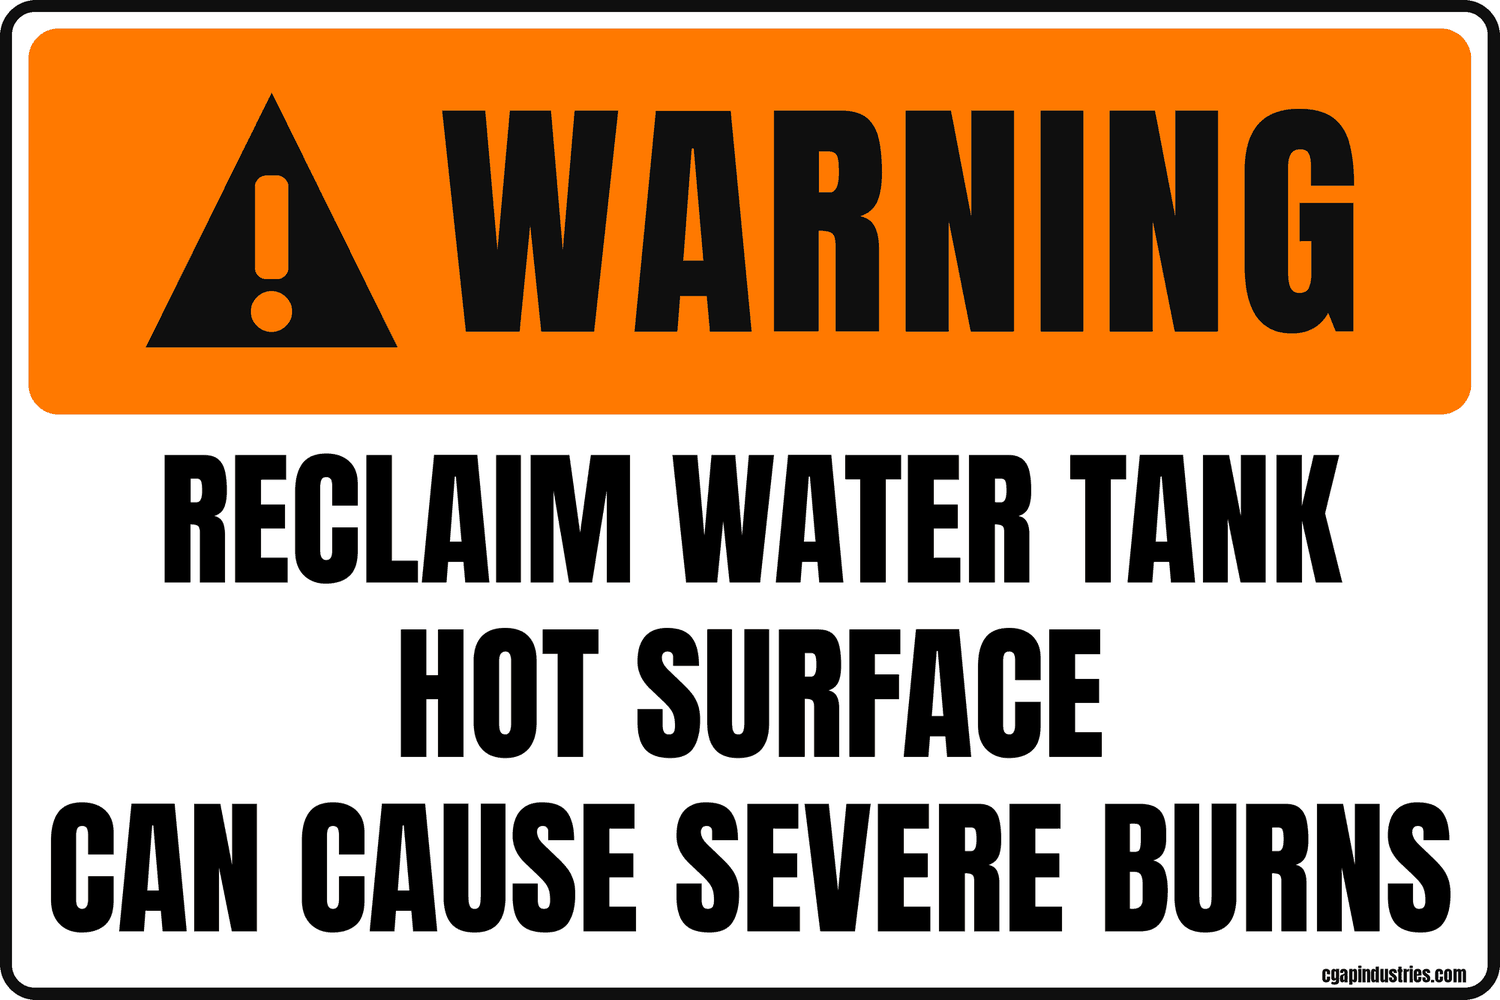 WARNING
RECLAIM WATER TANK
HOT SURFACE
CAN CAUSE SEVERE BURNS
cgapindustries.com